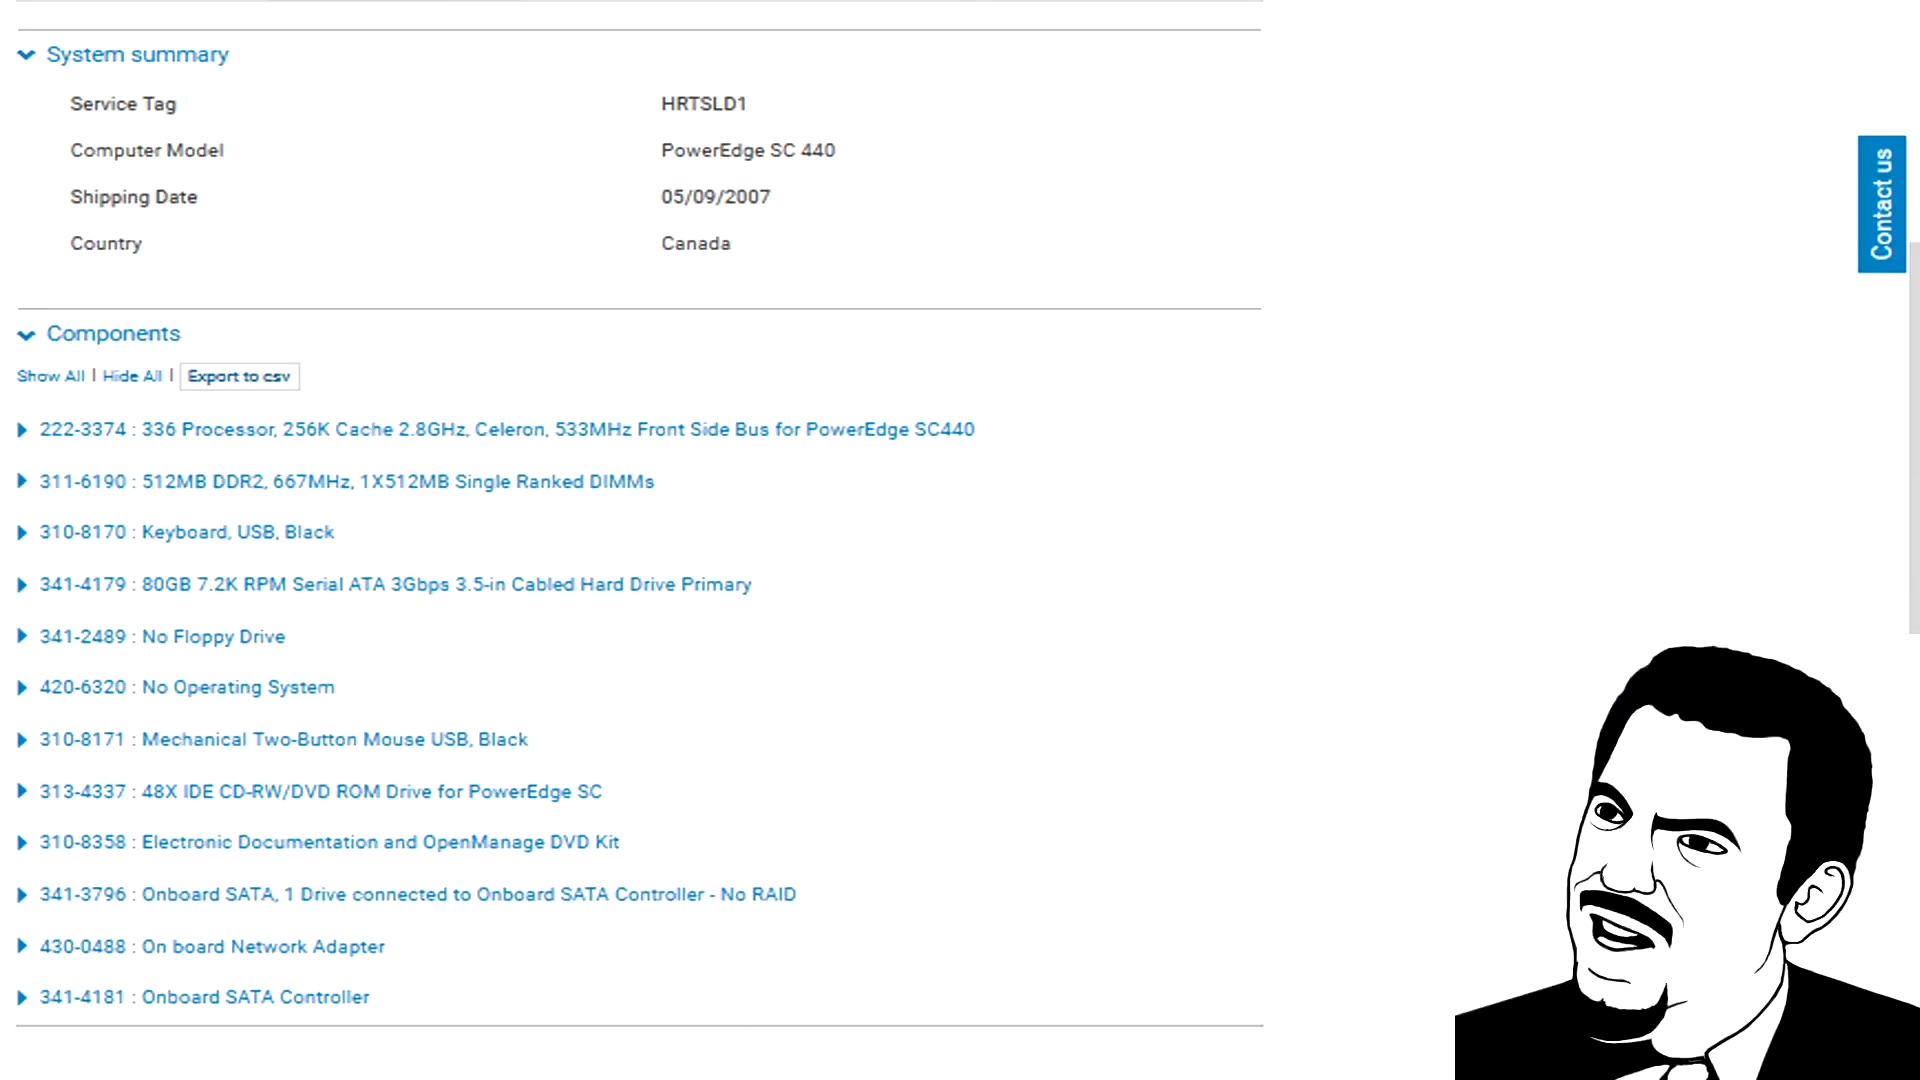 System summary
Service Tag HRTSLD1
Computer Model PowerEdge SC 440
Shipping Date 05/09/2007
Country Canada
Contact us
Components
Show All | Hide All | Export to csv
222-3374 : 336 Processor, 256K Cache 2.8GHz, Celeron, 533MHz Front Side Bus for PowerEdge SC440
311-6190 : 512MB DDR2, 667MHz, 1X512MB Single Ranked DIMMs
310-8170 : Keyboard, USB, Black
341-4179 : 80GB 7.2K RPM Serial ATA 3Gbps 3.5-in Cabled Hard Drive Primary
341-2489 : No Floppy Drive
420-6320 : No Operating System
310-8171 : Mechanical Two-Button Mouse USB, Black
313-4337 : 48X IDE CD-RW/DVD ROM Drive for PowerEdge SC
310-8358 : Electronic Documentation and OpenManage DVD Kit
341-3796 : Onboard SATA, 1 Drive connected to Onboard SATA Controller - No RAID
430-0488 : On board Network Adapter
341-4181 : Onboard SATA Controller